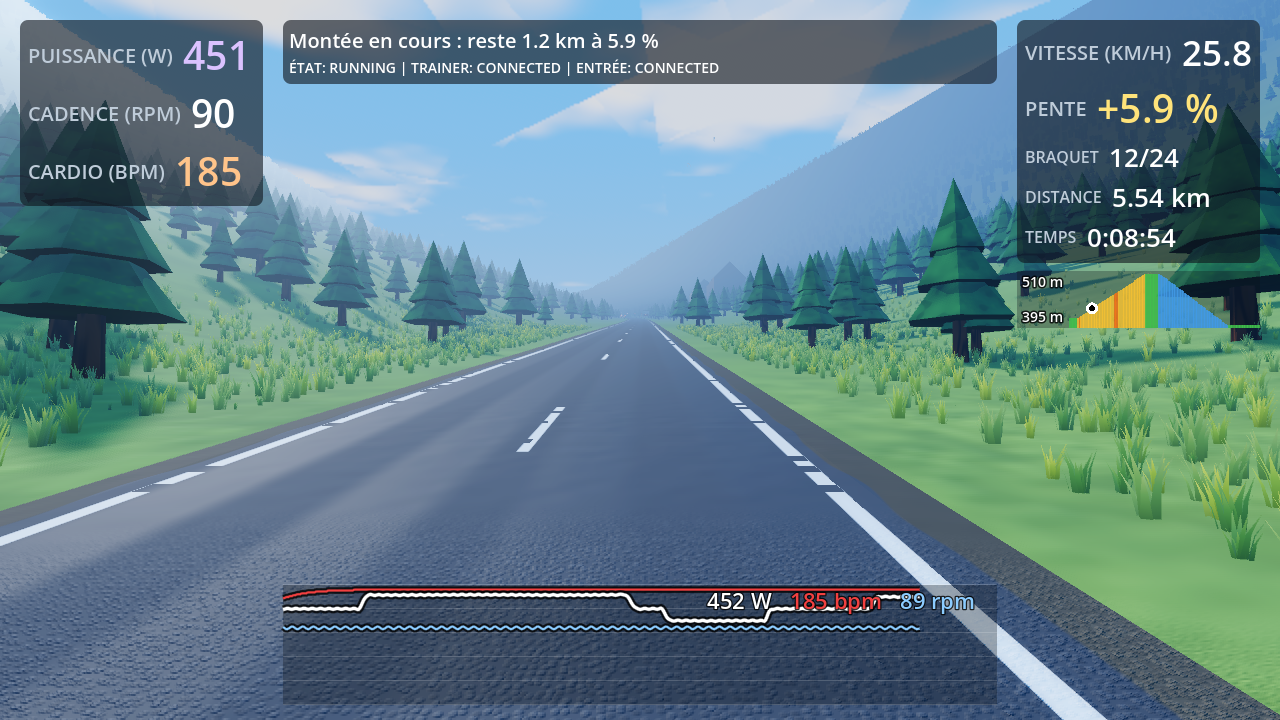 PUISSANCE (W) 451
CADENCE (RPM) 90
CARDIO (BPM) 185
Montée en cours : reste 1.2 km à 5.9 %
ÉTAT: RUNNING | TRAINER: CONNECTED | ENTRÉE: CONNECTED
VITESSE (KM/H) 25.8
PENTE +5.9 %
BRAQUET 12/24
DISTANCE 5.54 km
TEMPS 0:08:54
510 m
395 m
452 W 185 bpm 89 rpm